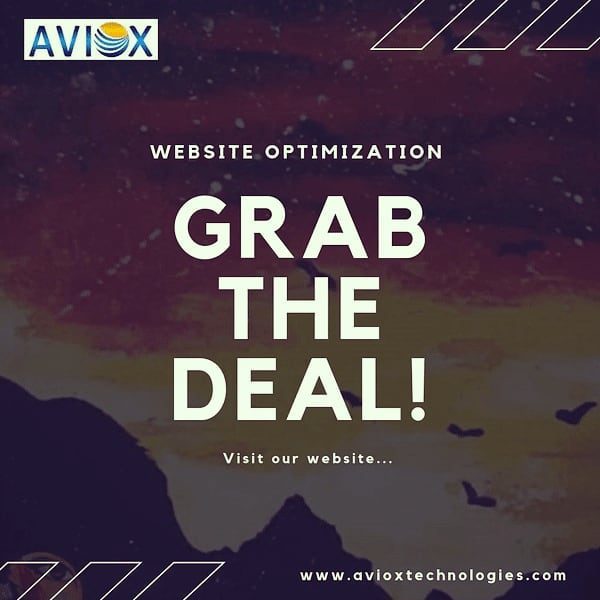 AVIOX
WEBSITE OPTIMIZATION
GRAB
THE
DEAL!
Visit our website...
www.avioxtechnologies.com